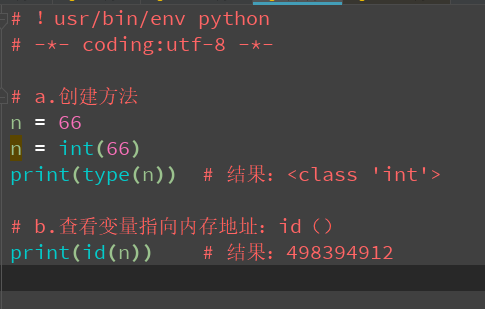 # ！usr/bin/env python
# -*- coding:utf-8 -*-
# a.创建方法
n = 66
n = int(66)
print(type(n))  # 结果：<class 'int'>
# b.查看变量指向内存地址：id（）
print(id(n))    # 结果：498394912